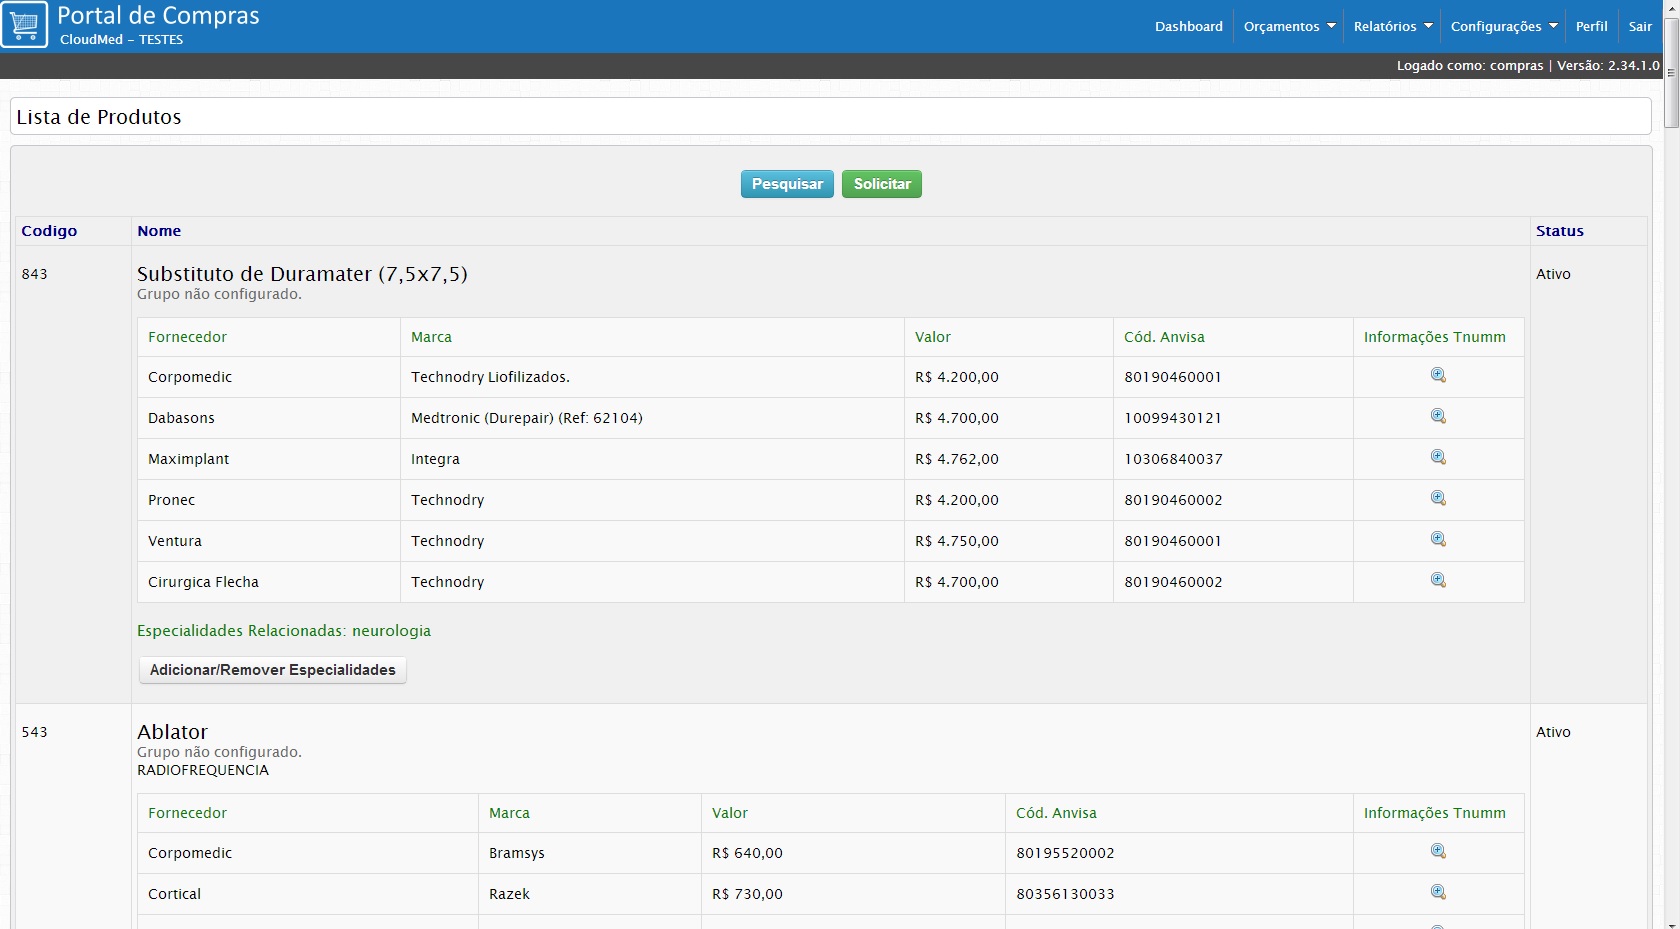 Portal de Compras
CloudMed - TESTES
Dashboard Orçamentos Relatórios Configurações Perfil Sair
Logado como: compras | Versão: 2.34.1.0
Lista de Produtos
Pesquisar Solicitar
Codigo Nome Status
843 Substituto de Duramater (7,5x7,5) Ativo
Grupo não configurado.
Fornecedor Marca Valor Cód. Anvisa Informações Tnumm
Corpomedic Technodry Liofilizados. R$ 4.200,00 80190460001
Dabasons Medtronic (Durepair) (Ref: 62104) R$ 4.700,00 10099430121
Maximplant Integra R$ 4.762,00 10306840037
Pronec Technodry R$ 4.200,00 80190460002
Ventura Technodry R$ 4.750,00 80190460001
Cirurgica Flecha Technodry R$ 4.700,00 80190460002
Especialidades Relacionadas: neurologia
Adicionar/Remover Especialidades
543 Ablator Ativo
Grupo não configurado.
RADIOFREQUENCIA
Fornecedor Marca Valor Cód. Anvisa Informações Tnumm
Corpomedic Bramsys R$ 640,00 80195520002
Cortical Razek R$ 730,00 80356130033